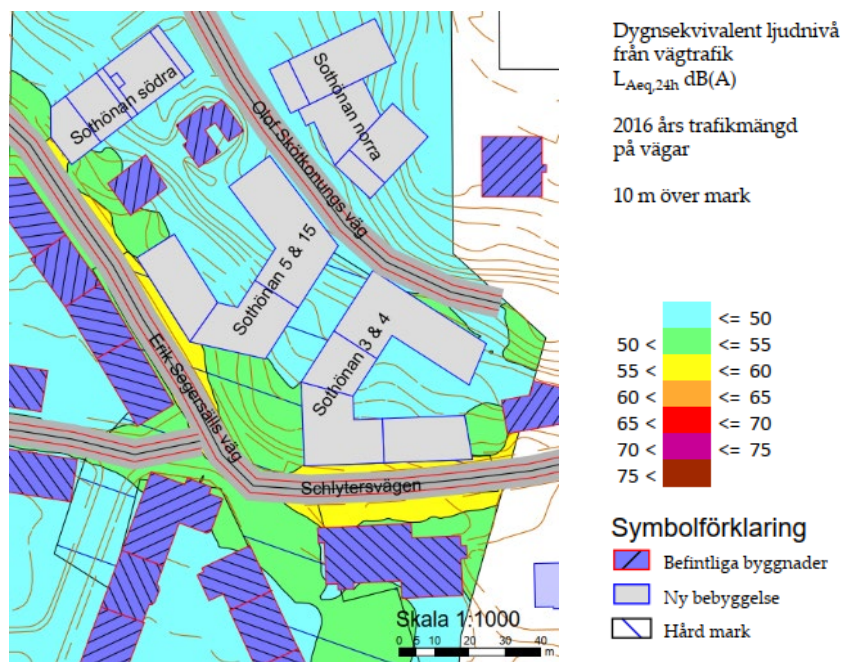 Dygnsekvivalent ljudnivå
från vägtrafik
LAeq,24h dB(A)
2016 års trafikmängd
på vägar
10 m över mark
Sothönan södra
Sothönan norra
Olof Skötkonungs väg
Sothönan 5 & 15
Sothönan 3 & 4
Erik Segersälls väg
Schlytersvägen
<= 50
50 < <= 55
55 < <= 60
60 < <= 65
65 < <= 70
70 < <= 75
75 <
Symbolförklaring
Befintliga byggnader
Ny bebyggelse
Hård mark
Skala 1:1000
0 5 10 20 30 40
m